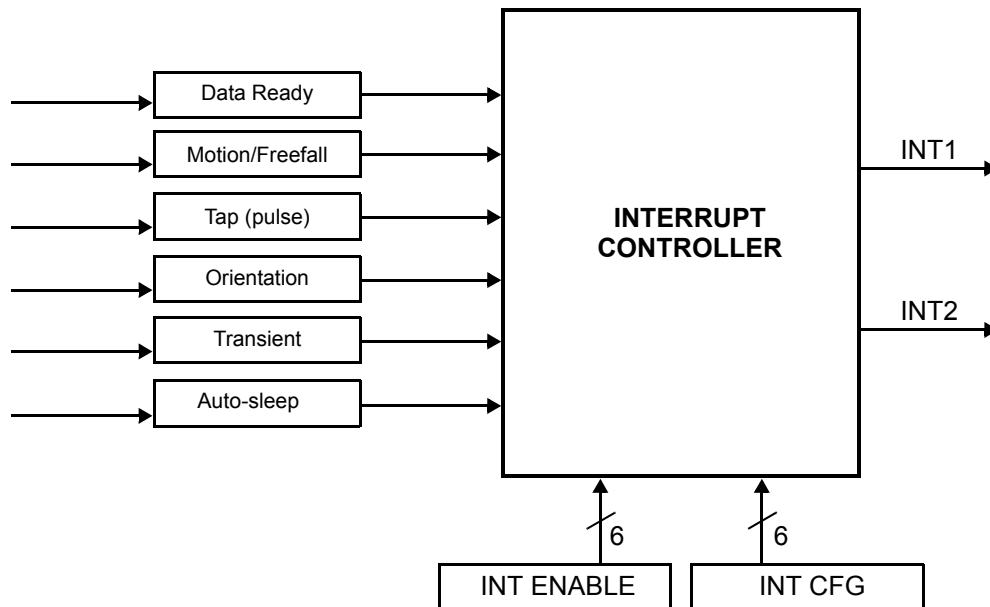 Data Ready
Motion/Freefall
Tap (pulse)
Orientation
Transient
Auto-sleep
INTERRUPT
CONTROLLER
INT1
INT2
6
6
INT ENABLE
INT CFG